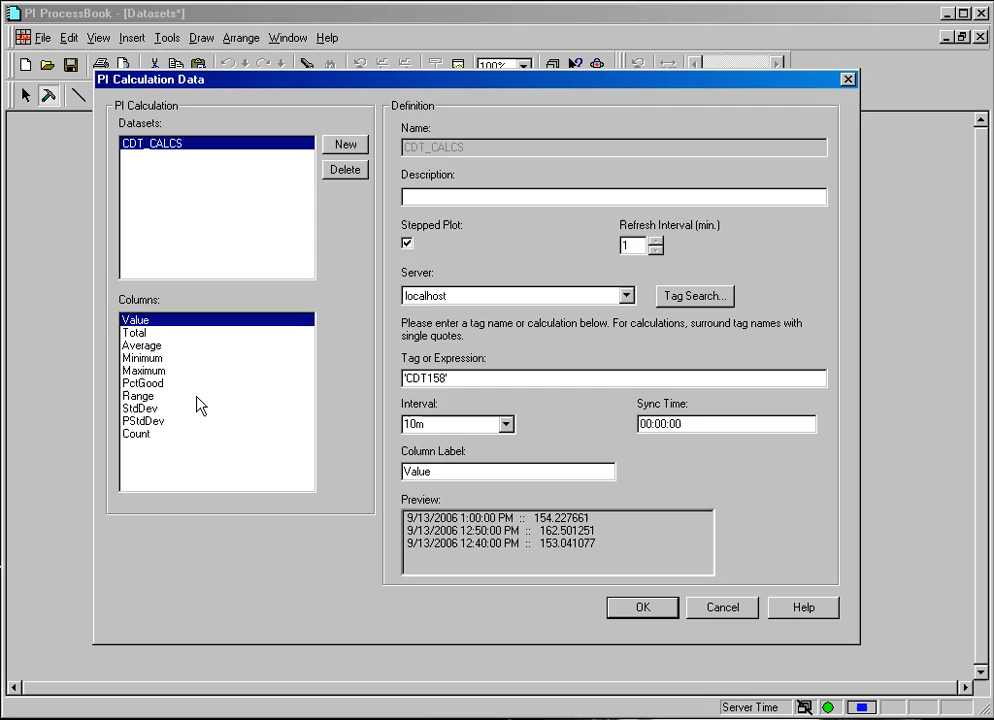 PI ProcessBook - [Datasets*]
File Edit View Insert Tools Draw Arrange Window Help
100%
PI Calculation Data
PI Calculation
Datasets:
CDT_CALCS
New
Delete
Columns:
Value
Total
Average
Minimum
Maximum
PctGood
Range
StdDev
PStdDev
Count
Definition
Name:
CDT_CALCS
Description:
Stepped Plot:
Refresh Interval (min.)
1
Server:
localhost
Tag Search...
Please enter a tag name or calculation below. For calculations, surround tag names with
single quotes.
Tag or Expression:
'CDT158'
Interval:
Sync Time:
10m
00:00:00
Column Label:
Value
Preview:
9/13/2006 1:00:00 PM :: 154.227661
9/13/2006 12:50:00 PM :: 162.501251
9/13/2006 12:40:00 PM :: 153.041077
OK
Cancel
Help
Server Time